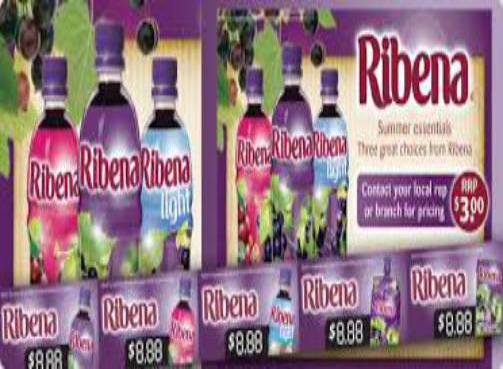 Ribena
Ribena
Ribena
light
Ribena
Ribena
Ribena
light
Ribena
Summer essentials
Three great choices from Ribena
Contact your local rep
or branch for pricing
RRP
$3.00
Ribena
$8.88
Ribena
$8.88
Ribena
$8.88
Ribena
$8.88
Ribena
$8.88